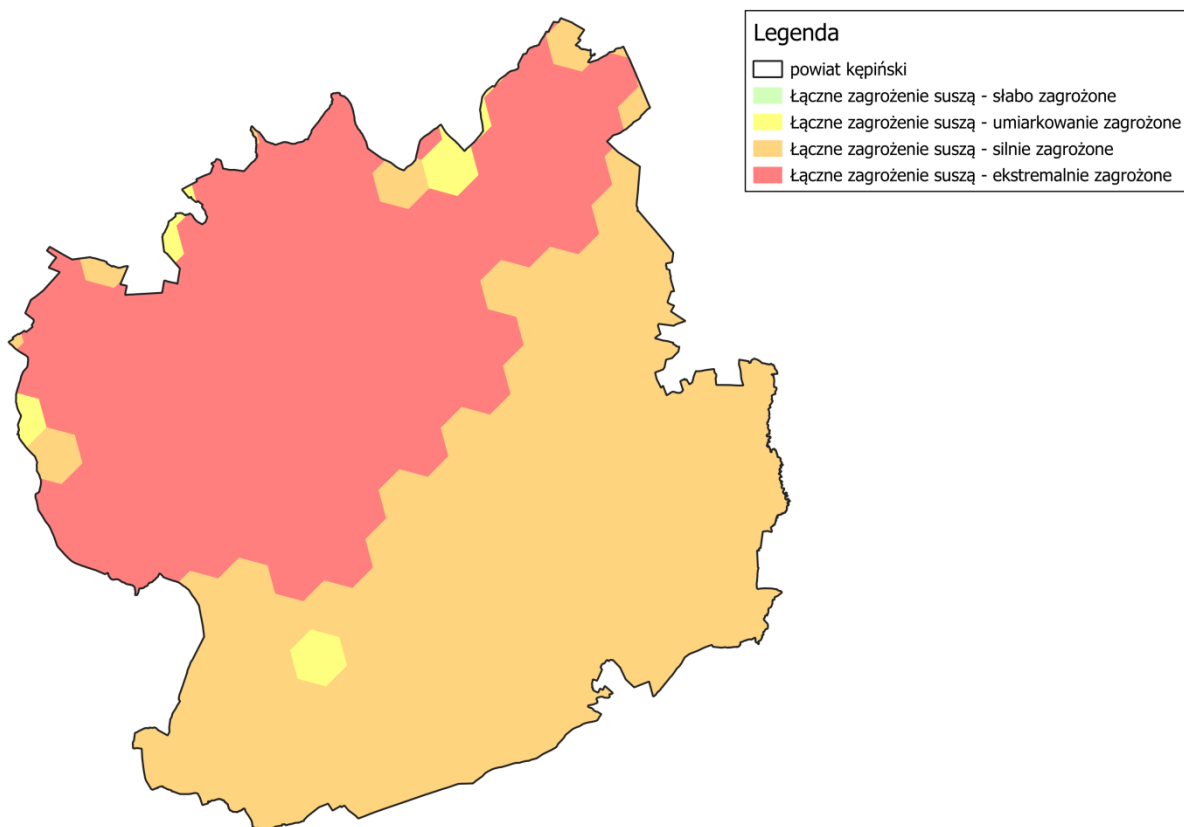 Legenda
powiat kępiński
Łączne zagrożenie suszą - słabo zagrożone
Łączne zagrożenie suszą - umiarkowanie zagrożone
Łączne zagrożenie suszą - silnie zagrożone
Łączne zagrożenie suszą - ekstremalnie zagrożone